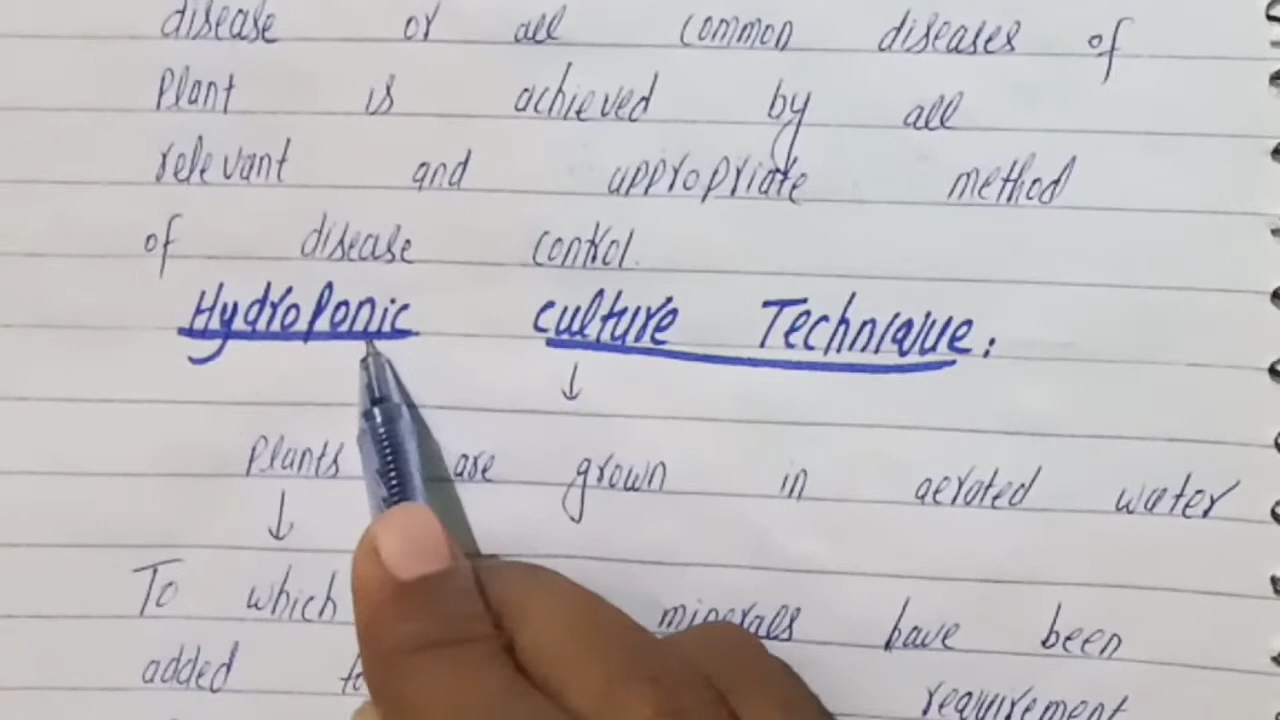 disease or all common diseases of
Plant is achieved by all
relevant and appropriate method
of disease control.
Hydroponic culture Technique:
↓
Plants are grown in aerated water
↓
To which minerals have been
added requirement